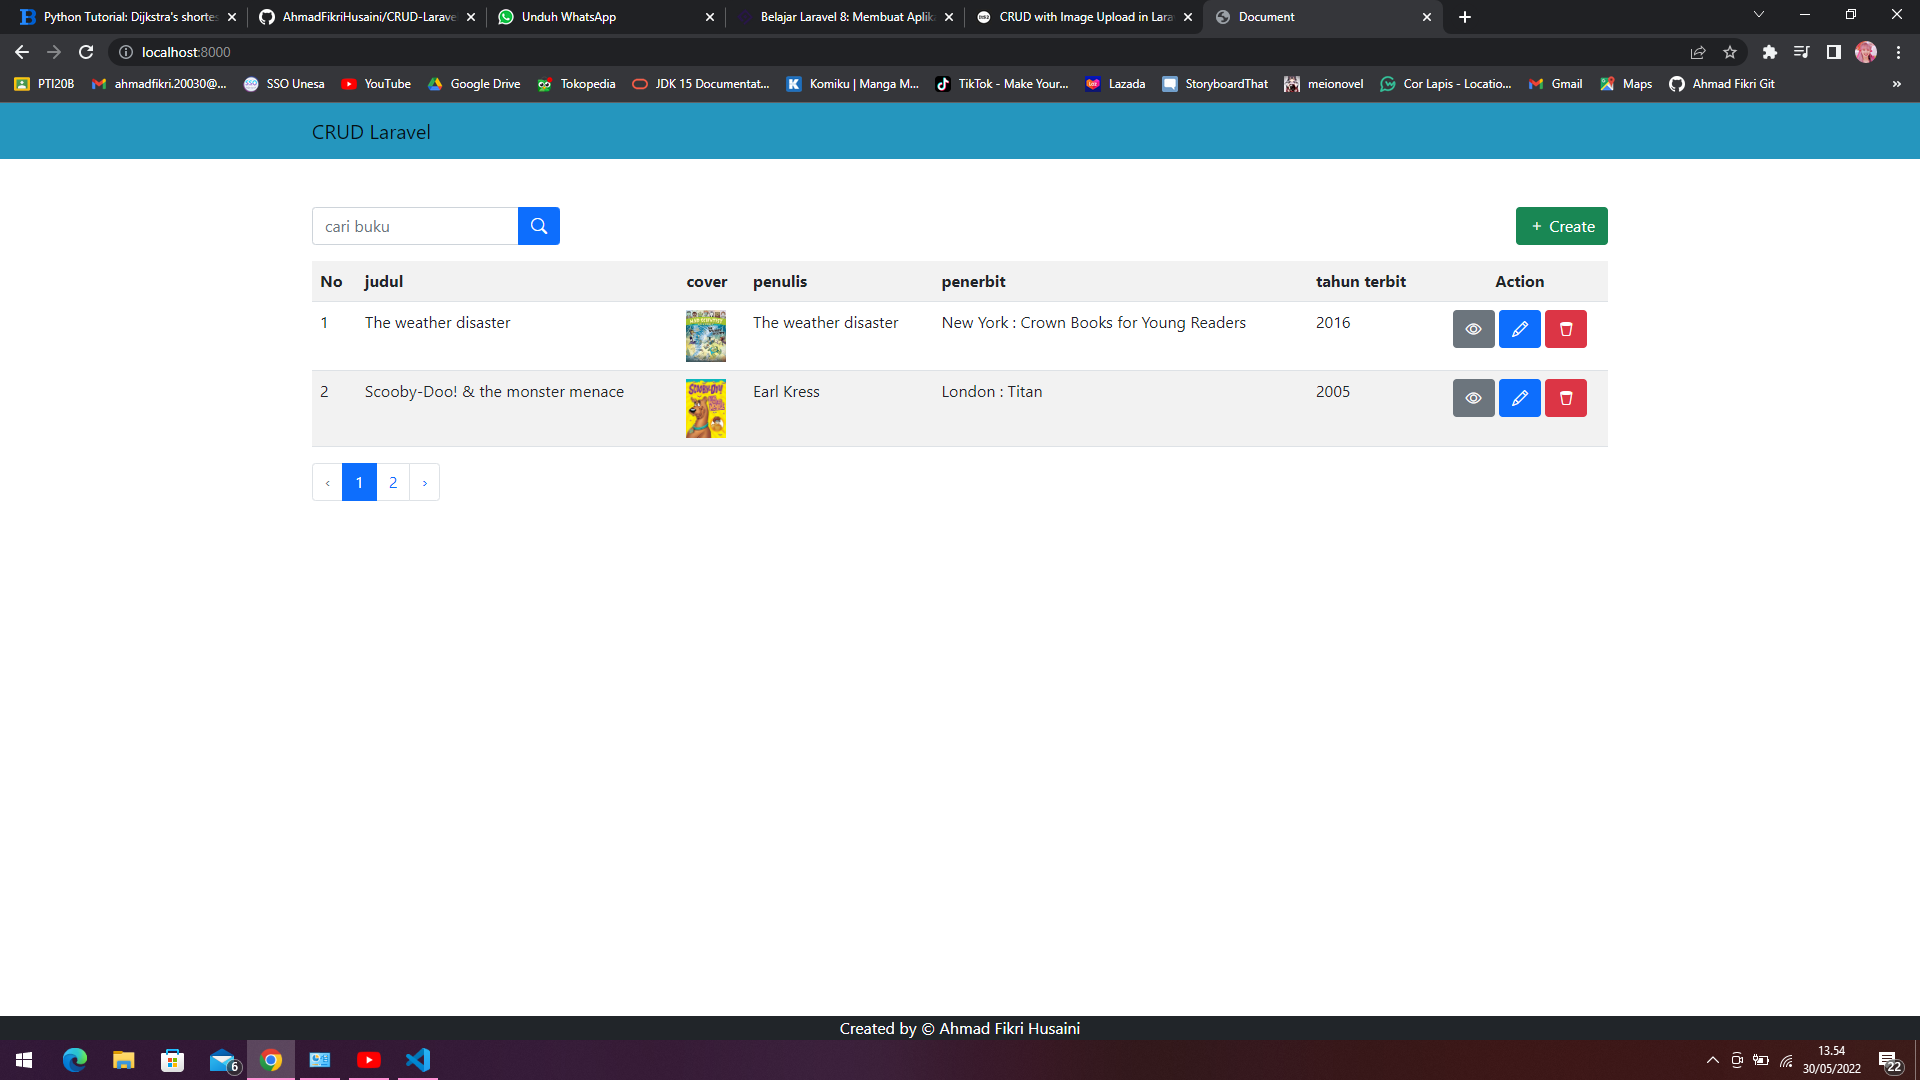 Python Tutorial: Dijkstra's shortes
AhmadFikriHusaini/CRUD-Larave
Unduh WhatsApp
Belajar Laravel 8: Membuat Aplik
CRUD with Image Upload in Lara
Document
localhost:8000
PTI20B
ahmadfikri.20030@...
SSO Unesa
YouTube
Google Drive
Tokopedia
JDK 15 Documentat...
Komiku | Manga M...
TikTok - Make Your...
Lazada
StoryboardThat
meionovel
Cor Lapis - Locatio...
Gmail
Maps
Ahmad Fikri Git
»
CRUD Laravel
cari buku
+ Create
No judul cover penulis penerbit tahun terbit Action
1 The weather disaster The weather disaster New York : Crown Books for Young Readers 2016
2 Scooby-Doo! & the monster menace Earl Kress London : Titan 2005
SCOOBY-DOO!
‹ 1 2 ›
Created by © Ahmad Fikri Husaini
6
13.54
30/05/2022
22